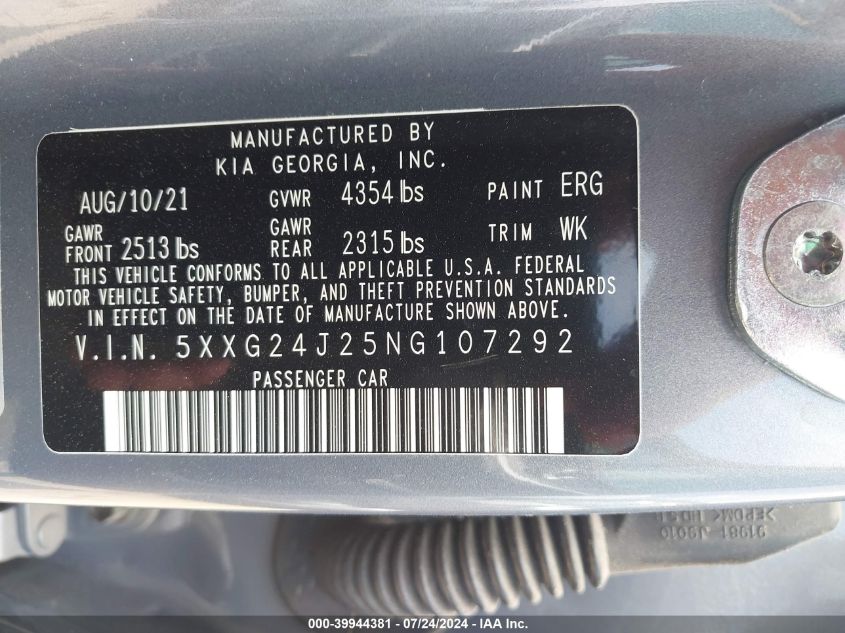 MANUFACTURED BY
KIA GEORGIA, INC.
AUG/10/21 GVWR 4354 lbs PAINT ERG
GAWR FRONT 2513 lbs GAWR REAR 2315 lbs TRIM WK
THIS VEHICLE CONFORMS TO ALL APPLICABLE U.S.A. FEDERAL
MOTOR VEHICLE SAFETY, BUMPER, AND THEFT PREVENTION STANDARDS
IN EFFECT ON THE DATE OF MANUFACTURE SHOWN ABOVE.
V.I.N. 5XXG24J25NG107292
PASSENGER CAR
91981 J9010
000-39944381 - 07/24/2024 - IAA Inc.